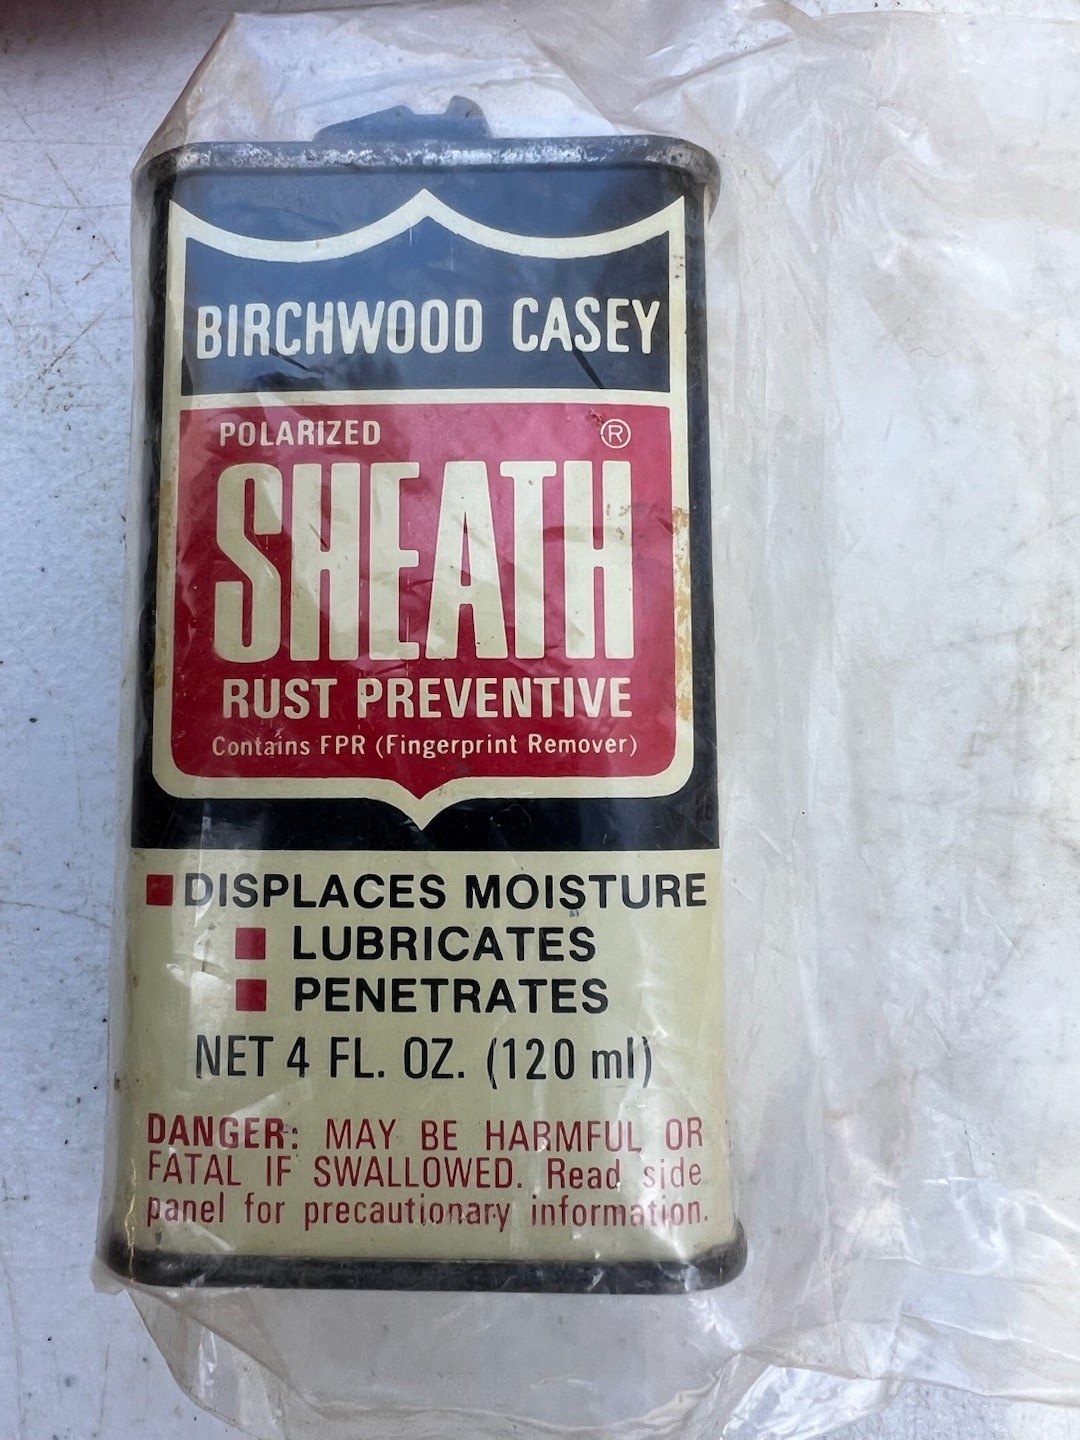 BIRCHWOOD CASEY
POLARIZED ®
SHEATH
RUST PREVENTIVE
Contains FPR (Fingerprint Remover)
DISPLACES MOISTURE
LUBRICATES
PENETRATES
NET 4 FL. OZ. (120 ml)
DANGER: MAY BE HARMFUL OR
FATAL IF SWALLOWED. Read side
panel for precautionary information.